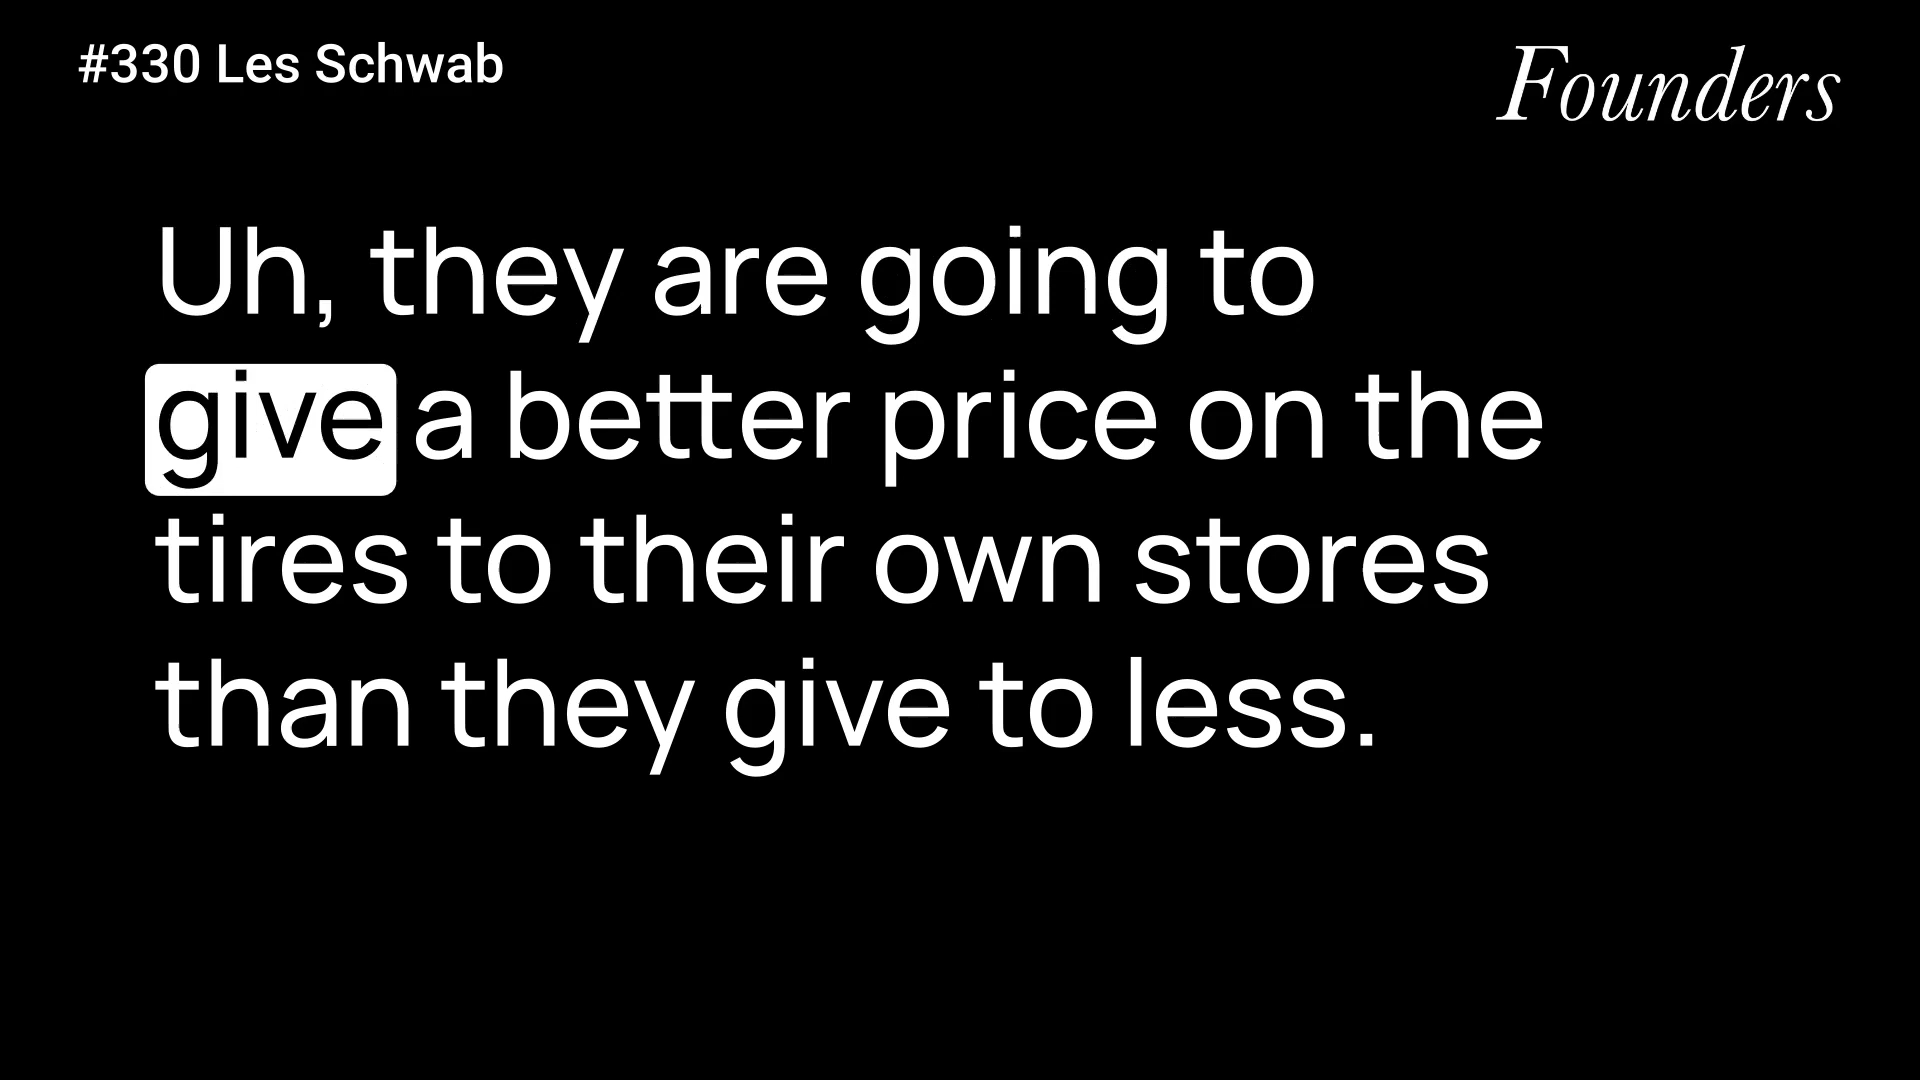 #330 Les Schwab
Founders
Uh, they are going to
give a better price on the
tires to their own stores
than they give to less.